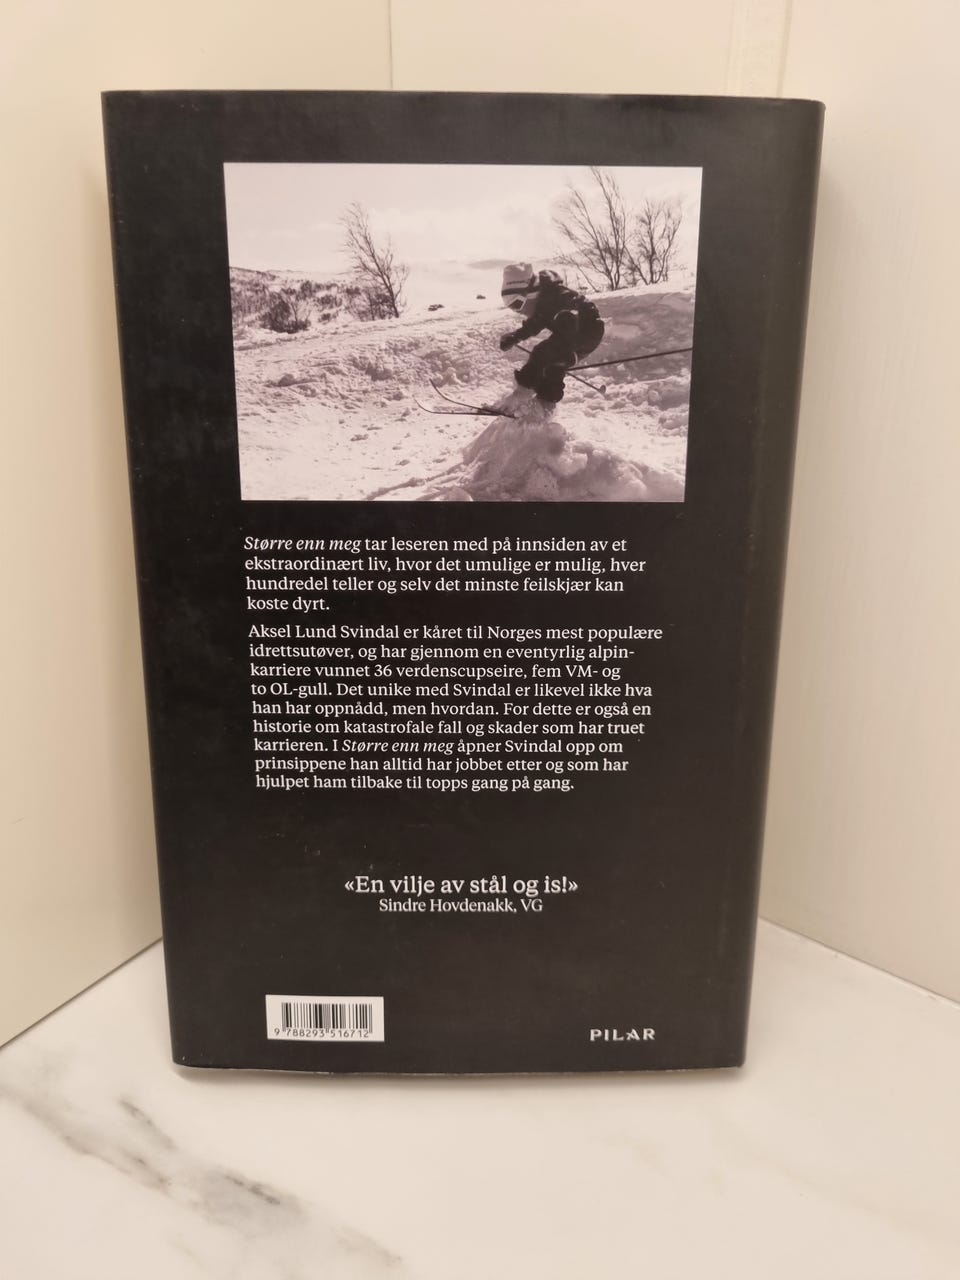 Større enn meg tar leseren med på innsiden av et
ekstraordinært liv, hvor det umulige er mulig, hver
hundredel teller og selv det minste feilskjær kan
koste dyrt.
Aksel Lund Svindal er kåret til Norges mest populære
idrettsutøver, og har gjennom en eventyrlig alpin-
karriere vunnet 36 verdenscupseire, fem VM- og
to OL-gull. Det unike med Svindal er likevel ikke hva
han har oppnådd, men hvordan. For dette er også en
historie om katastrofale fall og skader som har truet
karrieren. I Større enn meg åpner Svindal opp om
prinsippene han alltid har jobbet etter og som har
hjulpet ham tilbake til topps gang på gang.
«En vilje av stål og is!»
Sindre Hovdenakk, VG
9 788293 516712
PILAR